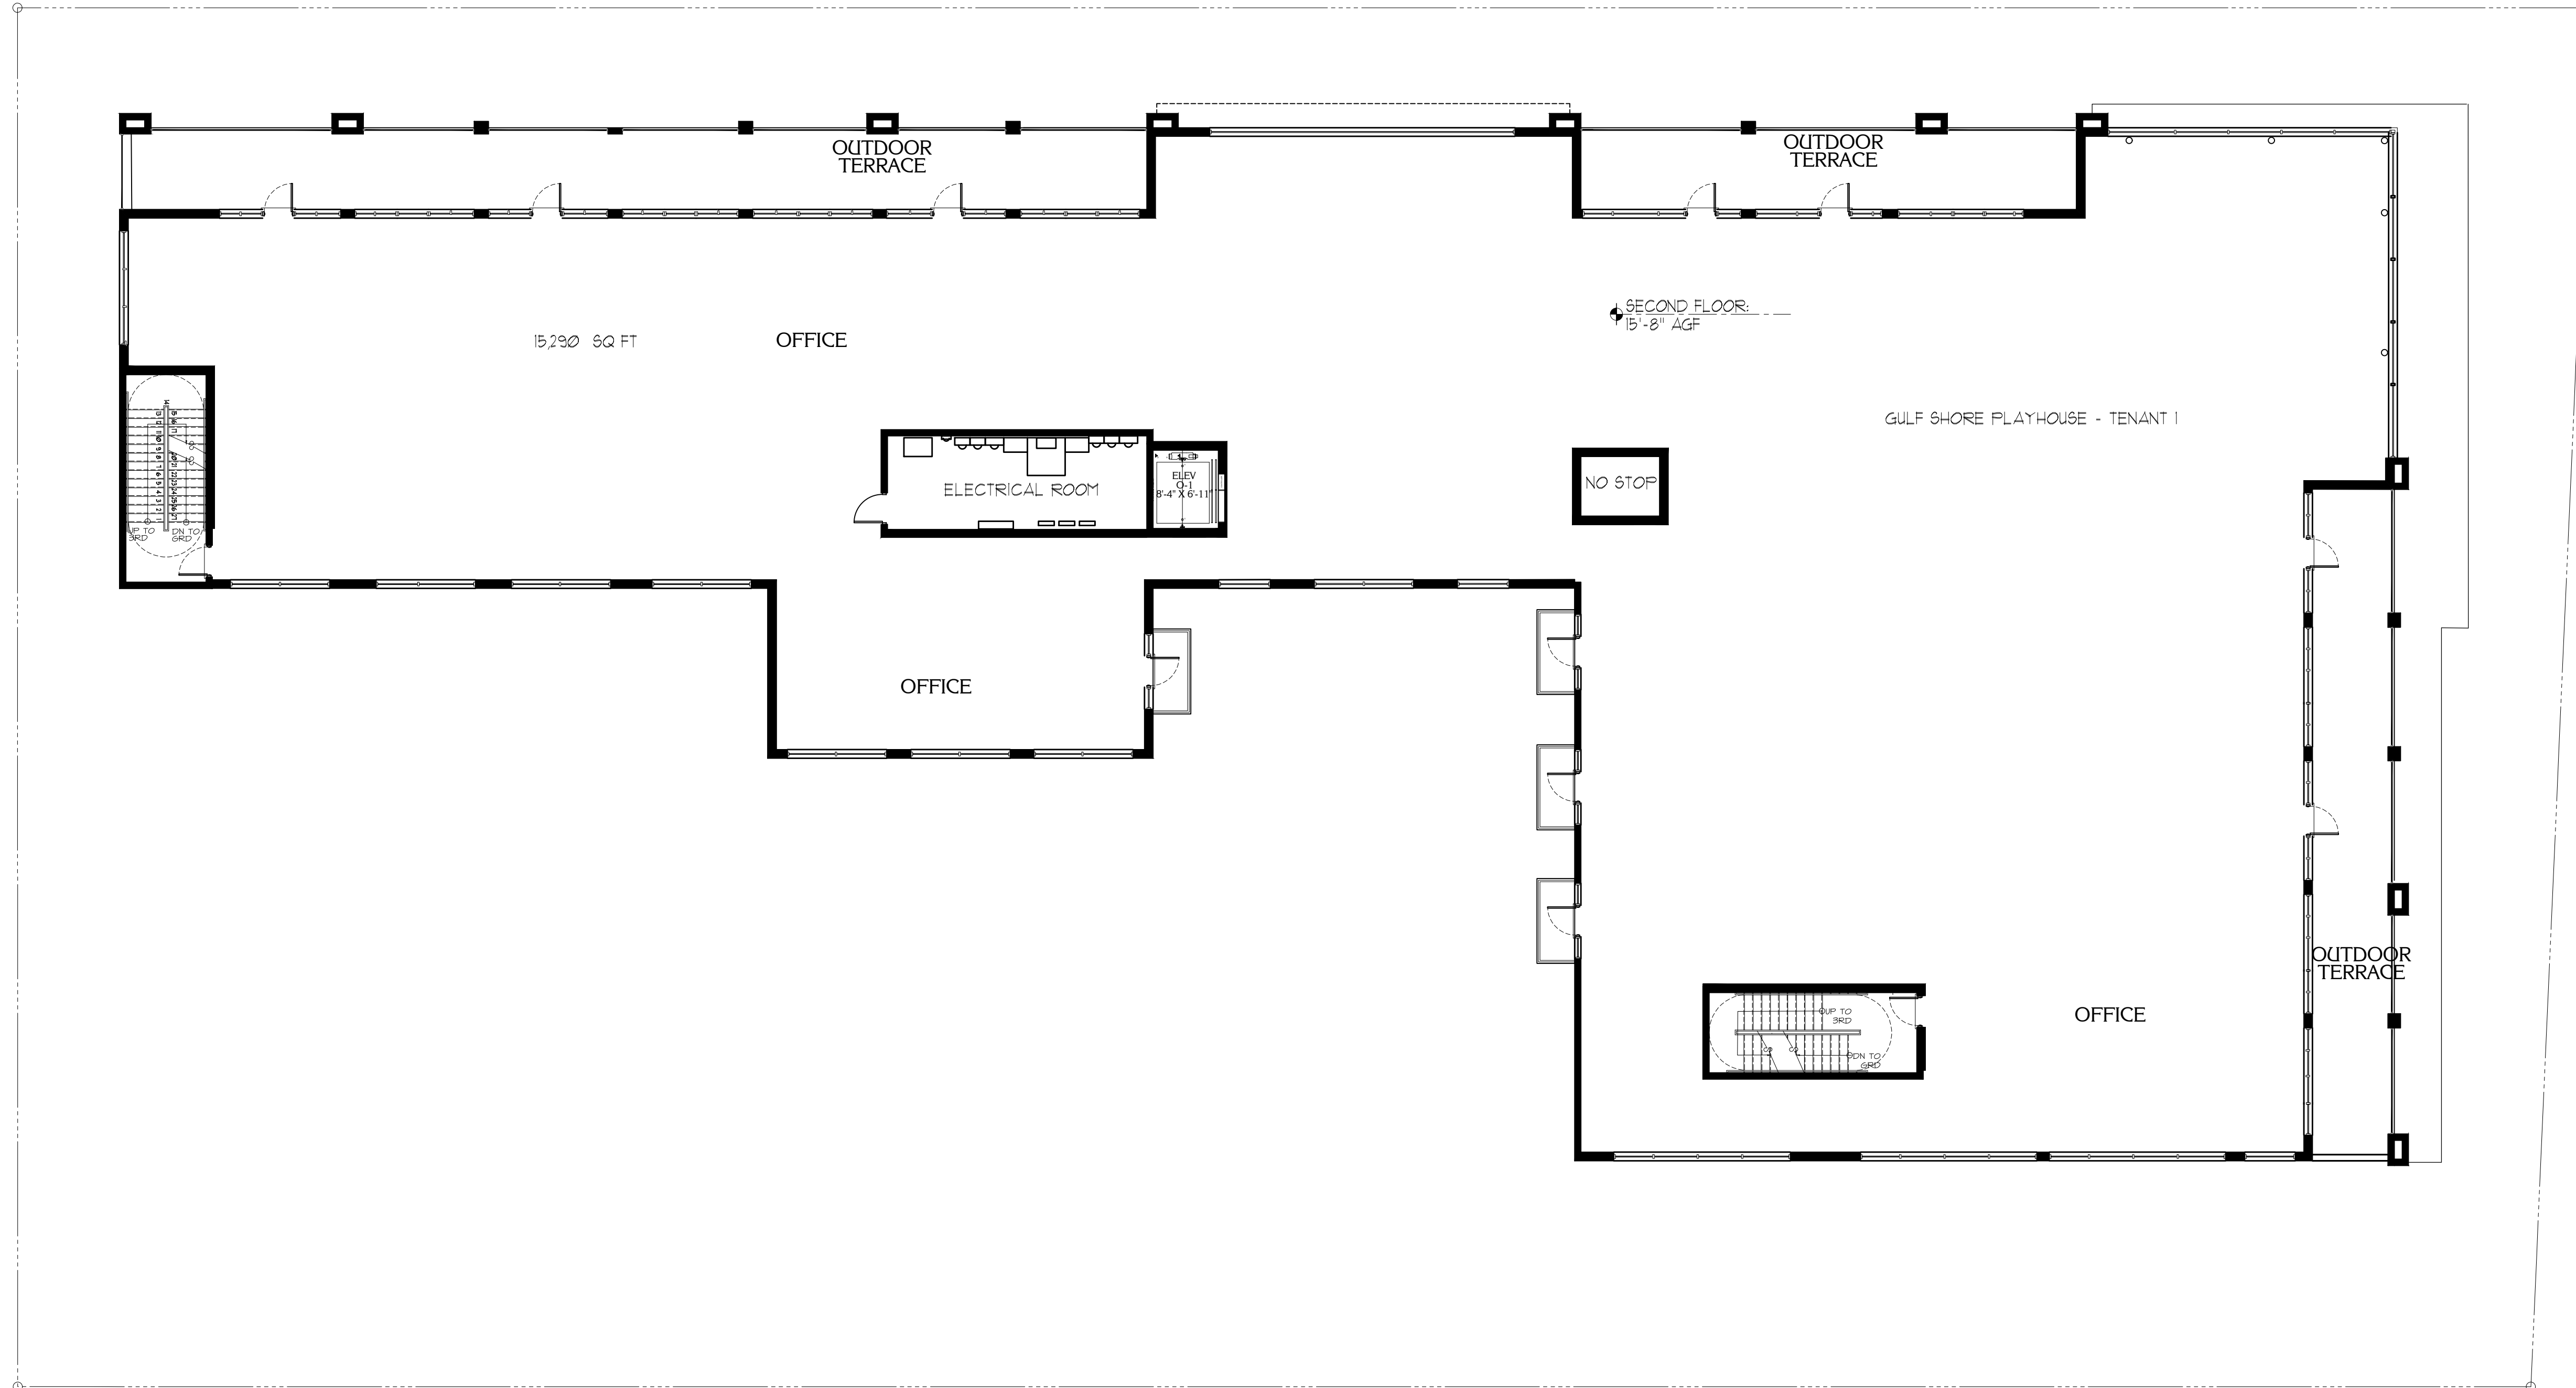 OUTDOOR
TERRACE
OUTDOOR
TERRACE
SECOND FLOOR:
15'-8" AGF
15,290 SQ FT
OFFICE
GULF SHORE PLAYHOUSE - TENANT 1
ELEV
O-1
8'-4" X 6'-11"
ELECTRICAL ROOM
NO STOP
UP TO
3RD
DN TO
GRD
OFFICE
OUTDOOR
TERRACE
UP TO
3RD
OFFICE
DN TO
GRD